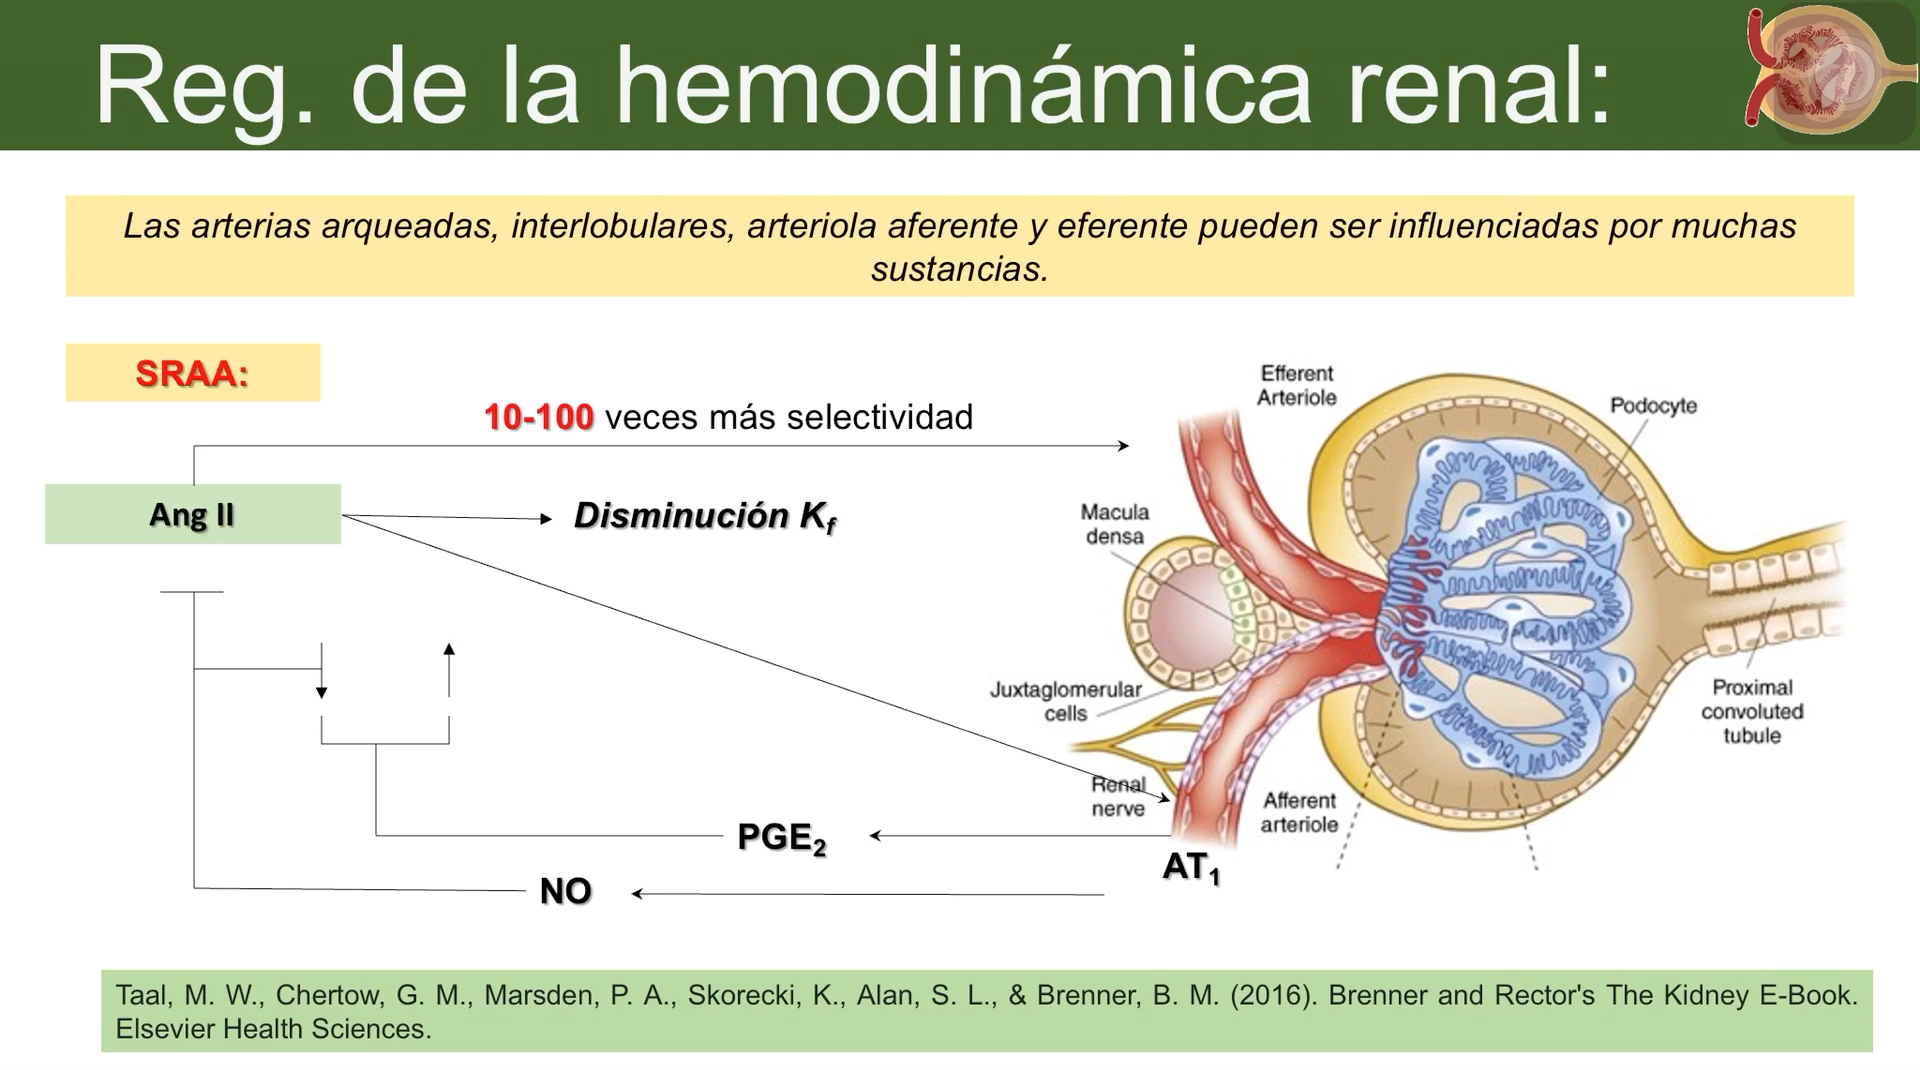 Reg. de la hemodinámica renal:
Las arterias arqueadas, interlobulares, arteriola aferente y eferente pueden ser influenciadas por muchas
sustancias.
SRAA:
10-100 veces más selectividad
Ang II
Disminución Kf
Efferent
Arteriole
Podocyte
Macula
densa
Juxtaglomerular
cells
Proximal
convoluted
tubule
Renal
nerve
Afferent
arteriole
PGE2
AT1
NO
Taal, M. W., Chertow, G. M., Marsden, P. A., Skorecki, K., Alan, S. L., & Brenner, B. M. (2016). Brenner and Rector's The Kidney E-Book.
Elsevier Health Sciences.